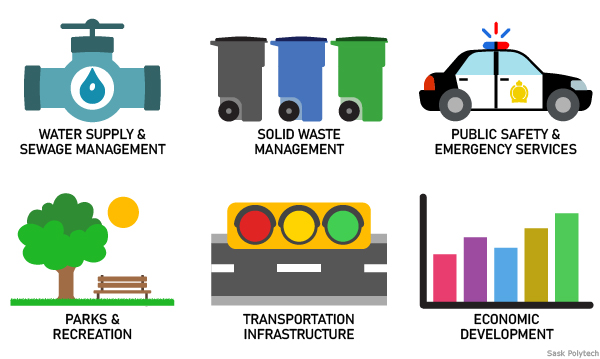 WATER SUPPLY &
SEWAGE MANAGEMENT
SOLID WASTE
MANAGEMENT
PUBLIC SAFETY &
EMERGENCY SERVICES
PARKS &
RECREATION
TRANSPORTATION
INFRASTRUCTURE
ECONOMIC
DEVELOPMENT
Sask Polytech